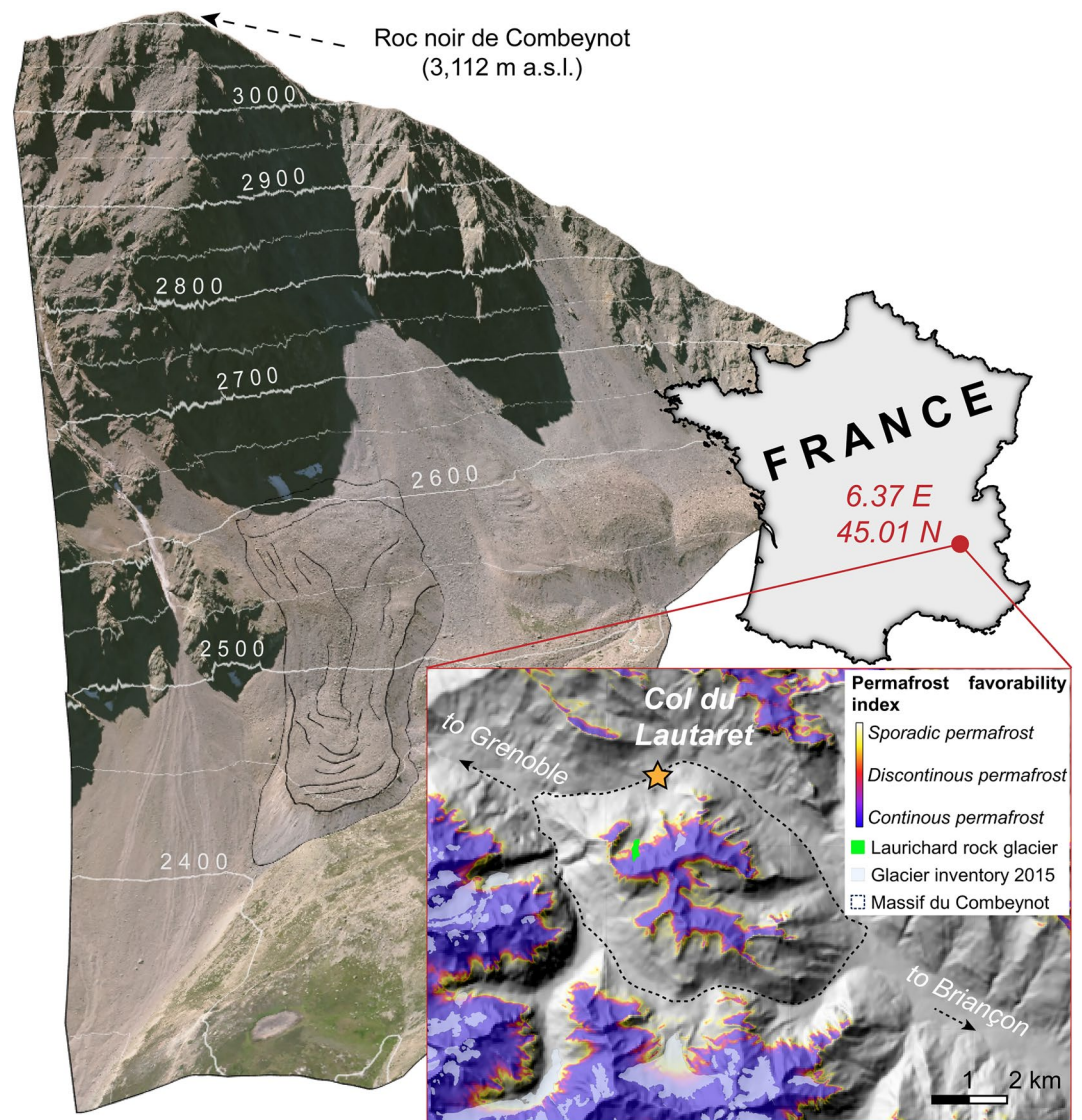 Roc noir de Combeynot
(3,112 m a.s.l.)
3000
2900
2800
2700
2600
2500
2400
FRANCE
6.37 E
45.01 N
Col du
Lautaret
to Grenoble
to Briançon
Permafrost favorability
index
Sporadic permafrost
Discontinous permafrost
Continous permafrost
Laurichard rock glacier
Glacier inventory 2015
Massif du Combeynot
1 2 km